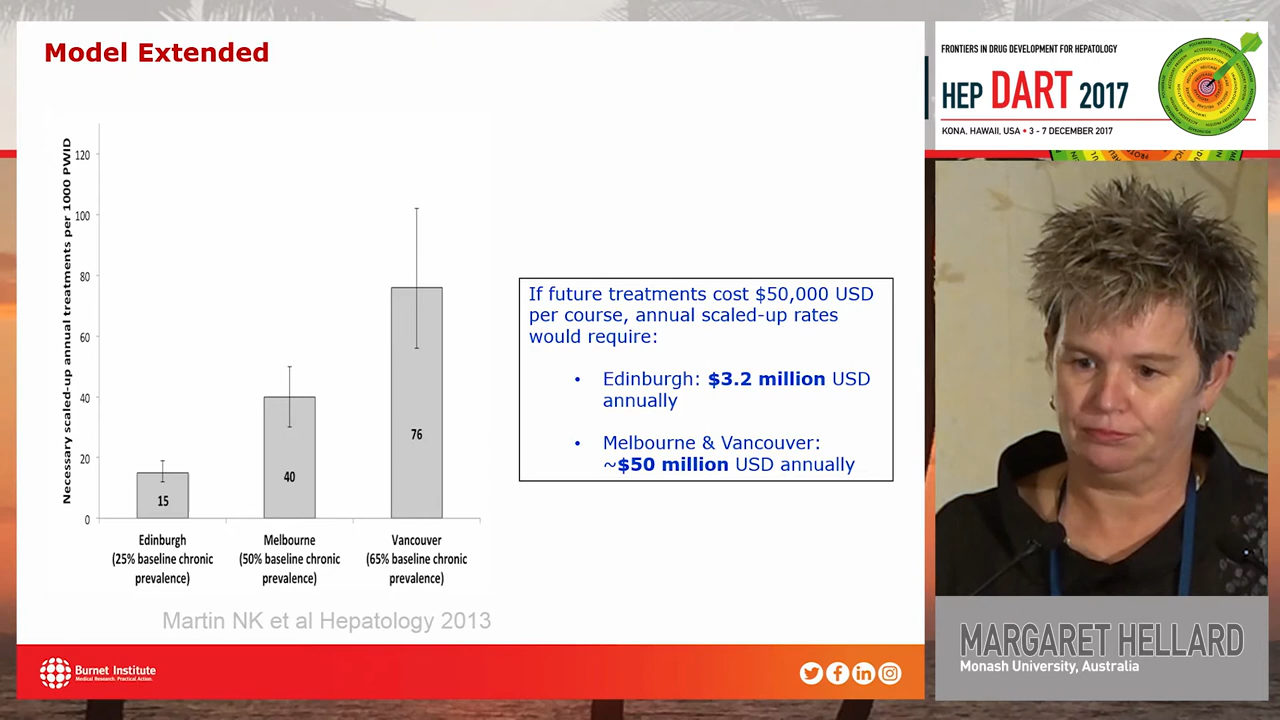 Model Extended
Necessary scaled-up annual treatments per 1000 PWID
120
100
80
60
40
20
0
15
40
76
Edinburgh
(25% baseline chronic
prevalence)
Melbourne
(50% baseline chronic
prevalence)
Vancouver
(65% baseline chronic
prevalence)
If future treatments cost $50,000 USD
per course, annual scaled-up rates
would require:
• Edinburgh: $3.2 million USD
annually
• Melbourne & Vancouver:
~$50 million USD annually
Martin NK et al Hepatology 2013
Burnet Institute
Medical Research. Practical Action.
FRONTIERS IN DRUG DEVELOPMENT FOR HEPATOLOGY
HEP DART 2017
KONA, HAWAII, USA • 3 - 7 DECEMBER 2017
MARGARET HELLARD
Monash University, Australia